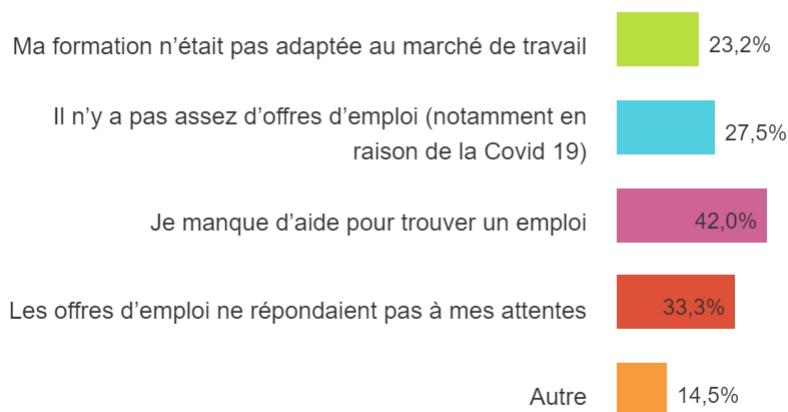 Ma formation n'était pas adaptée au marché de travail
23,2%
Il n'y a pas assez d'offres d'emploi (notamment en
raison de la Covid 19)
27,5%
Je manque d'aide pour trouver un emploi
42,0%
Les offres d'emploi ne répondaient pas à mes attentes
33,3%
Autre
14,5%